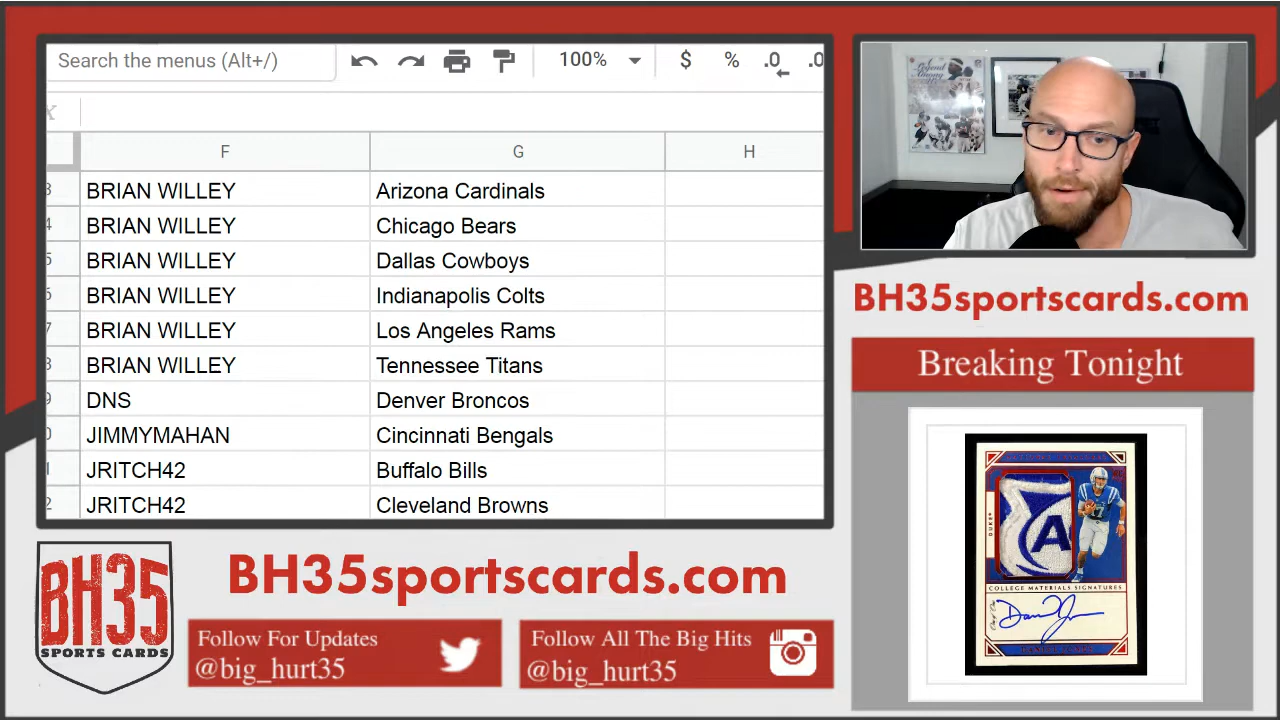 Search the menus (Alt+/)
100%
$ % .0 .0
F G H
BRIAN WILLEY Arizona Cardinals
BRIAN WILLEY Chicago Bears
BRIAN WILLEY Dallas Cowboys
BRIAN WILLEY Indianapolis Colts
BRIAN WILLEY Los Angeles Rams
BRIAN WILLEY Tennessee Titans
DNS Denver Broncos
JIMMYMAHAN Cincinnati Bengals
JRITCH42 Buffalo Bills
JRITCH42 Cleveland Browns
BH35sportscards.com
Breaking Tonight
DUKE
A
17
COLLEGE MATERIALS SIGNATURES
BH35
SPORTS CARDS
BH35sportscards.com
Follow For Updates
@big_hurt35
Follow All The Big Hits
@big_hurt35